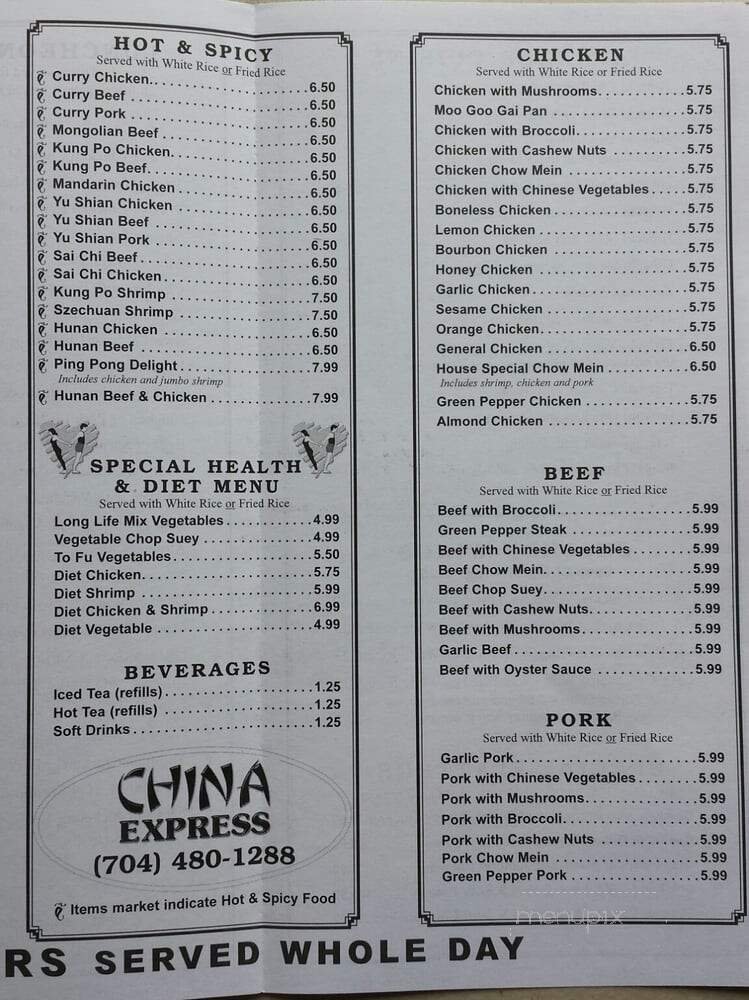 HOT & SPICY
Served with White Rice or Fried Rice
Curry Chicken..........................6.50
Curry Beef ..........................6.50
Curry Pork ..........................6.50
Mongolian Beef ..........................6.50
Kung Po Chicken..........................6.50
Kung Po Beef..........................6.50
Mandarin Chicken ..........................6.50
Yu Shian Chicken ..........................6.50
Yu Shian Beef ..........................6.50
Yu Shian Pork ..........................6.50
Sai Chi Beef..........................6.50
Sai Chi Chicken..........................6.50
Kung Po Shrimp ..........................7.50
Szechuan Shrimp ..........................7.50
Hunan Chicken ..........................6.50
Hunan Beef ..........................6.50
Ping Pong Delight..........................7.99
Includes chicken and jumbo shrimp
Hunan Beef & Chicken ..........................7.99
SPECIAL HEALTH
& DIET MENU
Served with White Rice or Fried Rice
Long Life Mix Vegetables............4.99
Vegetable Chop Suey ..............4.99
To Fu Vegetables..................5.50
Diet Chicken......................5.75
Diet Shrimp ......................5.99
Diet Chicken & Shrimp .............6.99
Diet Vegetable ....................4.99
BEVERAGES
Iced Tea (refills)..................1.25
Hot Tea (refills) ..................1.25
Soft Drinks........................1.25
CHINA
EXPRESS
(704) 480-1288
Items market indicate Hot & Spicy Food
CHICKEN
Served with White Rice or Fried Rice
Chicken with Mushrooms............5.75
Moo Goo Gai Pan ..................5.75
Chicken with Broccoli..............5.75
Chicken with Cashew Nuts ..........5.75
Chicken Chow Mein ................5.75
Chicken with Chinese Vegetables.....5.75
Boneless Chicken..................5.75
Lemon Chicken ....................5.75
Bourbon Chicken ..................5.75
Honey Chicken ....................5.75
Garlic Chicken....................5.75
Sesame Chicken ...................5.75
Orange Chicken....................5.75
General Chicken ..................6.50
House Special Chow Mein ...........6.50
Includes shrimp, chicken and pork
Green Pepper Chicken ..............5.75
Almond Chicken ...................5.75
BEEF
Served with White Rice or Fried Rice
Beef with Broccoli..................5.99
Green Pepper Steak ................5.99
Beef with Chinese Vegetables ........5.99
Beef Chow Mein....................5.99
Beef Chop Suey....................5.99
Beef with Cashew Nuts..............5.99
Beef with Mushrooms...............5.99
Garlic Beef .......................5.99
Beef with Oyster Sauce .............5.99
PORK
Served with White Rice or Fried Rice
Garlic Pork........................5.99
Pork with Chinese Vegetables........5.99
Pork with Mushrooms...............5.99
Pork with Broccoli.................5.99
Pork with Cashew Nuts .............5.99
Pork Chow Mein ...................5.99
Green Pepper Pork .................5.99
menupix
RS SERVED WHOLE DAY